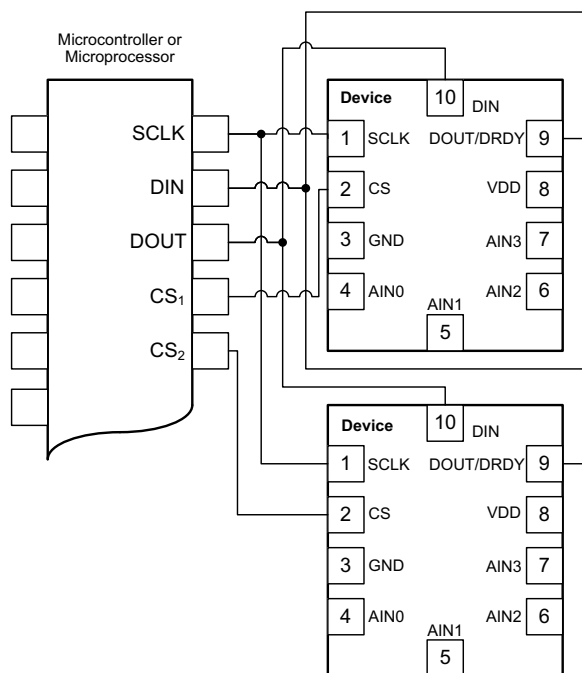 Microcontroller or
Microprocessor
SCLK
DIN
DOUT
CS₁
CS₂
Device
10
DIN
1
SCLK
DOUT/DRDY
9
2
CS
VDD
8
3
GND
AIN3
7
4
AIN0
AIN1
AIN2
6
5
Device
10
DIN
1
SCLK
DOUT/DRDY
9
2
CS
VDD
8
3
GND
AIN3
7
4
AIN0
AIN1
AIN2
6
5